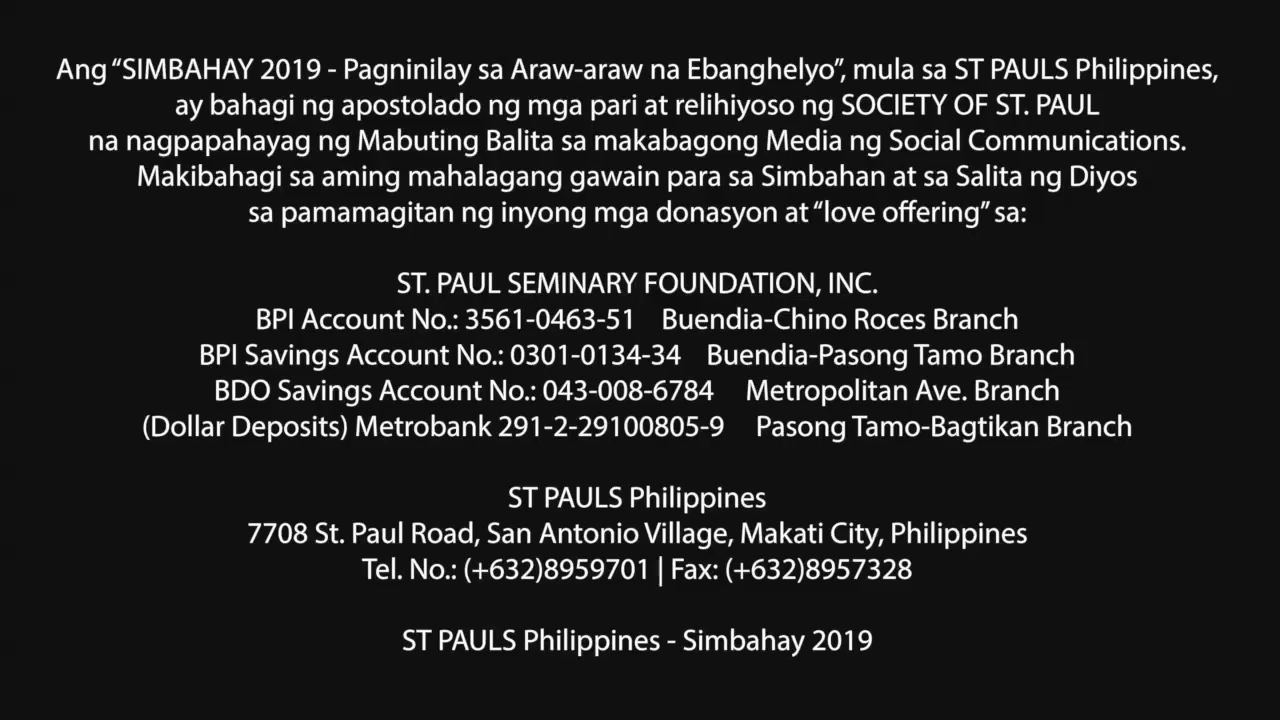 Ang “SIMBAHAY 2019 - Pagninilay sa Araw-araw na Ebanghelyo”, mula sa ST PAULS Philippines,
ay bahagi ng apostolado ng mga pari at relihiyoso ng SOCIETY OF ST. PAUL
na nagpapahayag ng Mabuting Balita sa makabagong Media ng Social Communications.
Makibahagi sa aming mahalagang gawain para sa Simbahan at sa Salita ng Diyos
sa pamamagitan ng inyong mga donasyon at “love offering” sa:
ST. PAUL SEMINARY FOUNDATION, INC.
BPI Account No.: 3561-0463-51 Buendia-Chino Roces Branch
BPI Savings Account No.: 0301-0134-34 Buendia-Pasong Tamo Branch
BDO Savings Account No.: 043-008-6784 Metropolitan Ave. Branch
(Dollar Deposits) Metrobank 291-2-29100805-9 Pasong Tamo-Bagtikan Branch
ST PAULS Philippines
7708 St. Paul Road, San Antonio Village, Makati City, Philippines
Tel. No.: (+632)8959701 | Fax: (+632)8957328
ST PAULS Philippines - Simbahay 2019